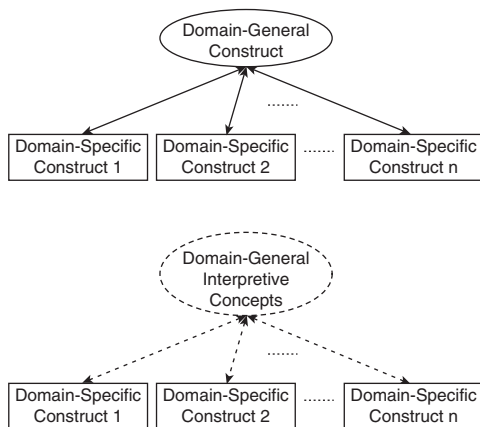 Domain-General
Construct
.......
Domain-Specific
Construct 1
Domain-Specific
Construct 2
.......
Domain-Specific
Construct n
Domain-General
Interpretive
Concepts
.......
Domain-Specific
Construct 1
Domain-Specific
Construct 2
.......
Domain-Specific
Construct n